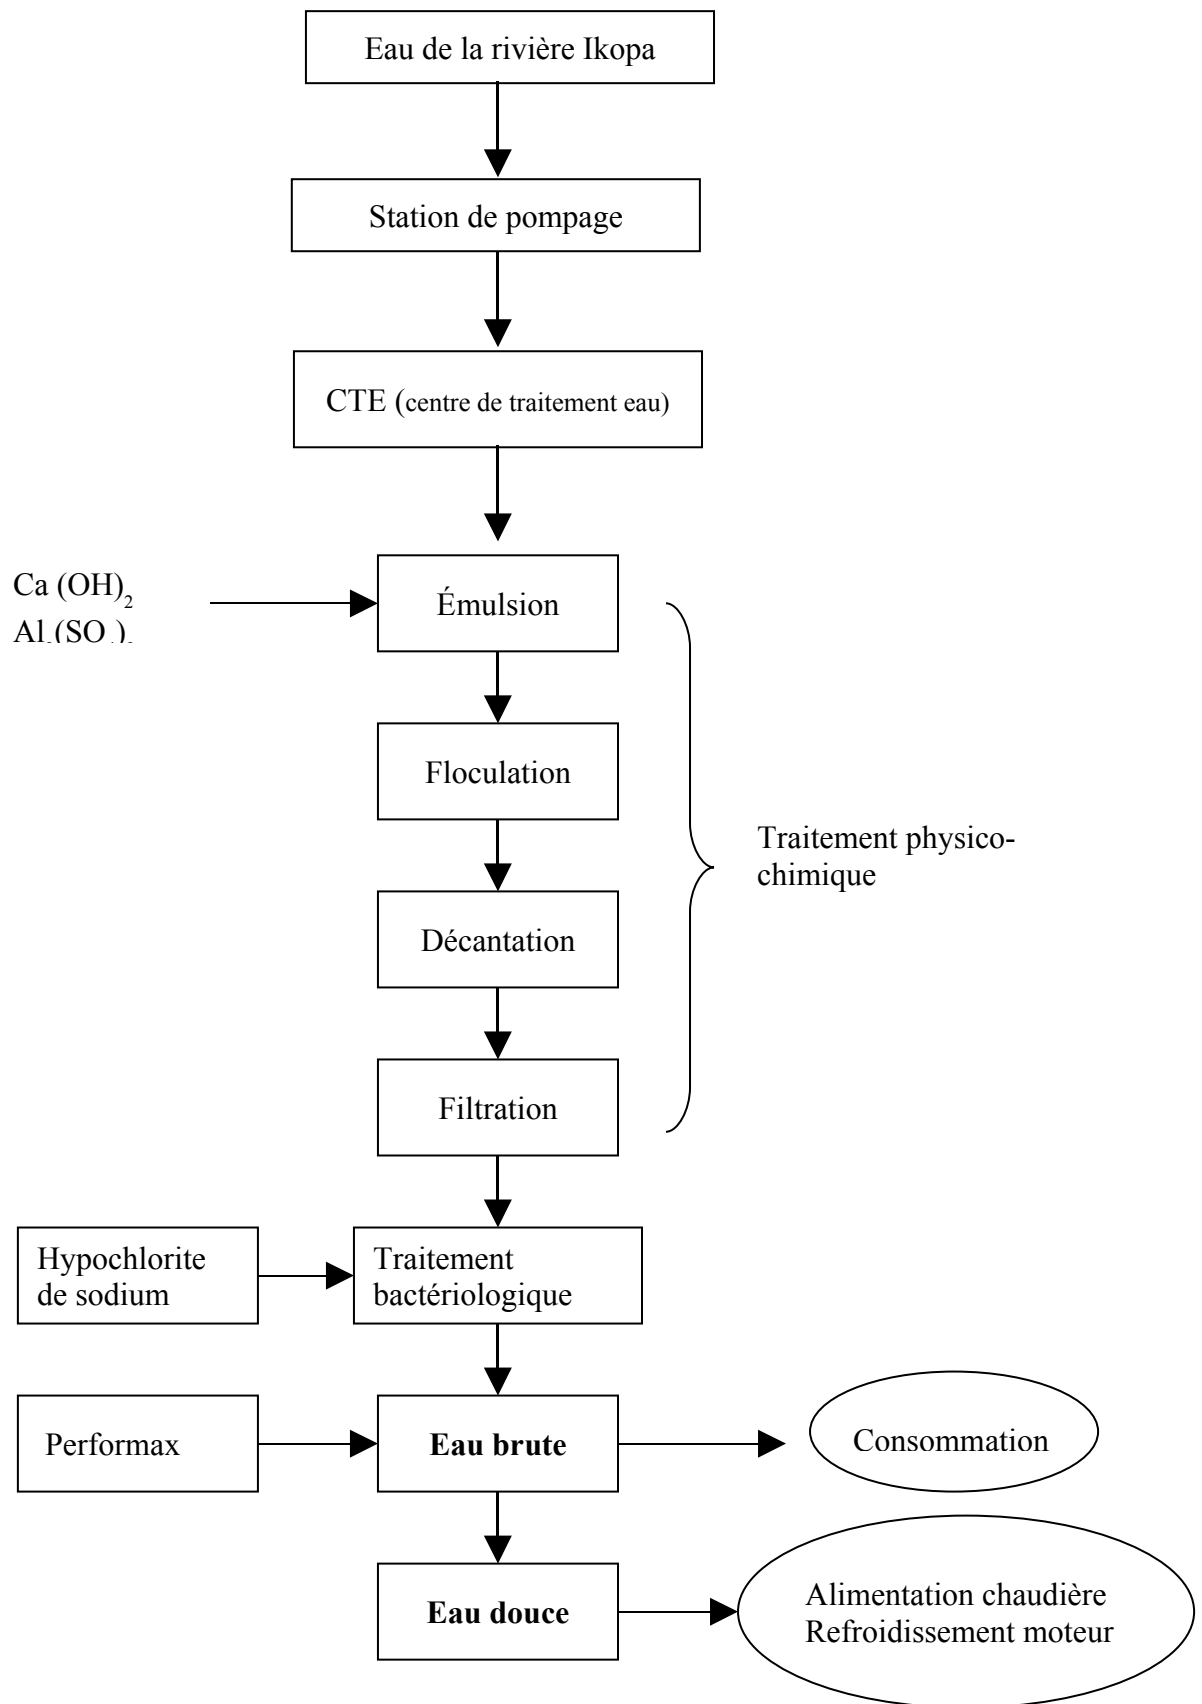 Eau de la rivière Ikopa
Station de pompage
CTE (centre de traitement eau)
Ca (OH)2
Émulsion
Floculation
Traitement physico-
chimique
Décantation
Filtration
Hypochlorite
de sodium
Traitement
bactériologique
Performax
Eau brute
Consommation
Eau douce
Alimentation chaudière
Refroidissement moteur